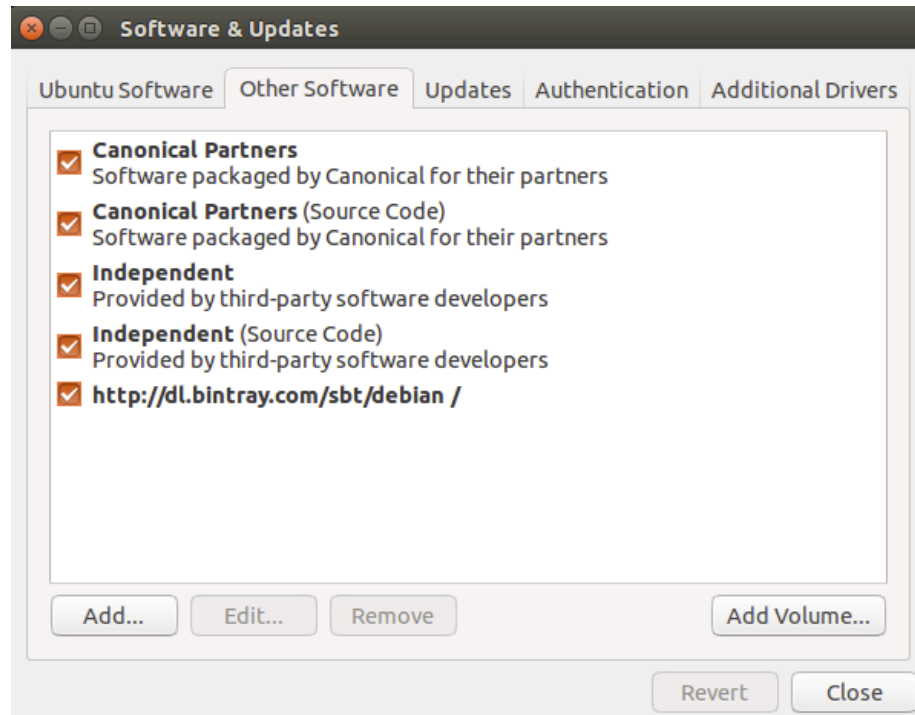 Software & Updates
Ubuntu Software Other Software Updates Authentication Additional Drivers
Canonical Partners
Software packaged by Canonical for their partners
Canonical Partners (Source Code)
Software packaged by Canonical for their partners
Independent
Provided by third-party software developers
Independent (Source Code)
Provided by third-party software developers
http://dl.bintray.com/sbt/debian /
Add... Edit... Remove Add Volume...
Revert Close